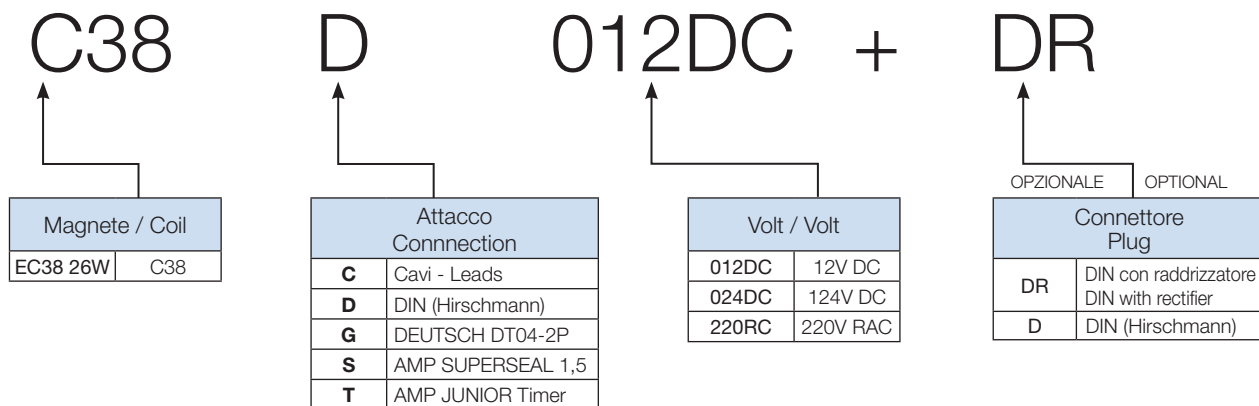 C38 D 012DC + DR
OPZIONALE OPTIONAL
Magnete / Coil
EC38 26W C38
Attacco
Connnection
C Cavi - Leads
D DIN (Hirschmann)
G DEUTSCH DT04-2P
S AMP SUPERSEAL 1,5
T AMP JUNIOR Timer
Volt / Volt
012DC 12V DC
024DC 124V DC
220RC 220V RAC
Connettore
Plug
DR DIN con raddrizzatore
DIN with rectifier
D DIN (Hirschmann)